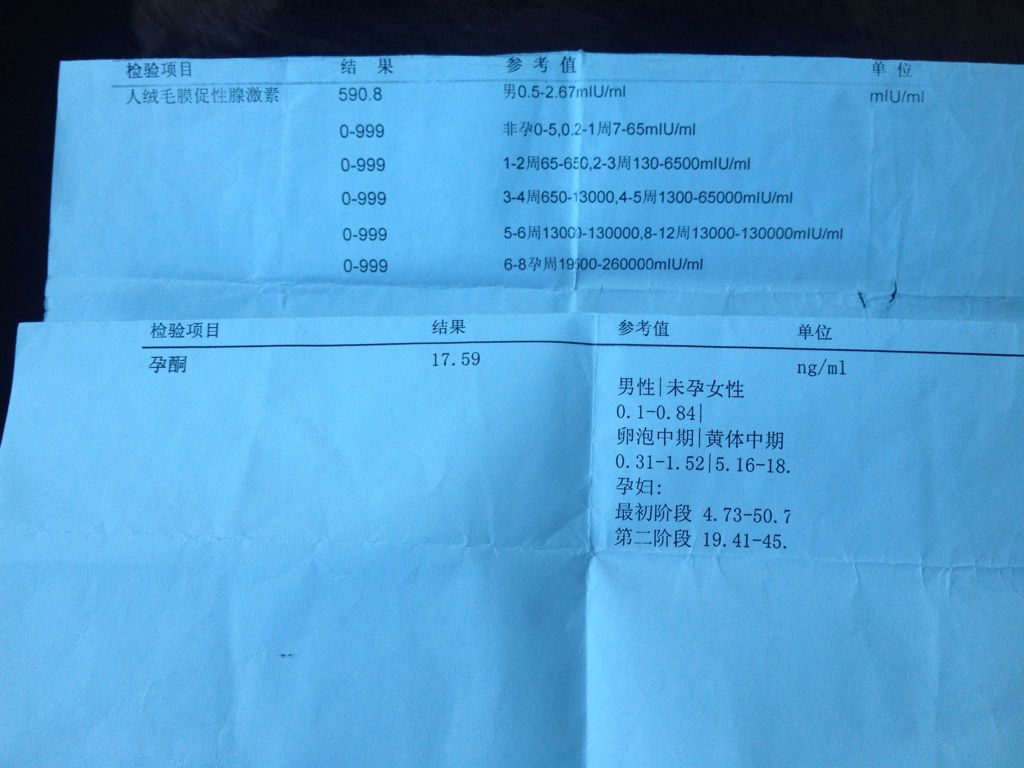 检验项目 结 果 参 考 值 单 位
人绒毛膜促性腺激素 590.8 男0.5-2.67mIU/ml mIU/ml
0-999 非孕0-5,0.2-1周7-65mIU/ml
0-999 1-2周65-650,2-3周130-6500mIU/ml
0-999 3-4周650-13000,4-5周1300-65000mIU/ml
0-999 5-6周13000-130000,8-12周13000-130000mIU/ml
0-999 6-8孕周19500-260000mIU/ml
检验项目 结果 参考值 单位
孕酮 17.59 ng/ml
男性|未孕女性
0.1-0.84|
卵泡中期|黄体中期
0.31-1.52|5.16-18.
孕妇:
最初阶段 4.73-50.7
第二阶段 19.41-45.